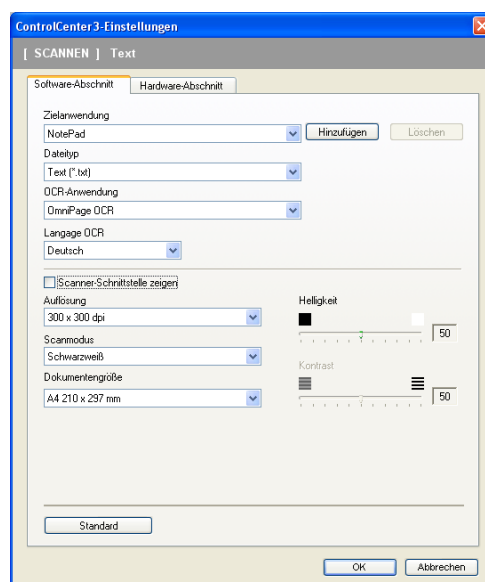 ControlCenter3-Einstellungen
[ SCANNEN ] Text
Software-Abschnitt Hardware-Abschnitt
Zielanwendung
NotePad Hinzufügen Löschen
Dateityp
Text (*.txt)
OCR-Anwendung
OmniPage OCR
Langage OCR
Deutsch
Scanner-Schnittstelle zeigen
Auflösung Helligkeit
300 x 300 dpi 50
Scanmodus
Schwarzweiß Kontrast
Dokumentengröße
A4 210 x 297 mm 50
Standard
OK Abbrechen